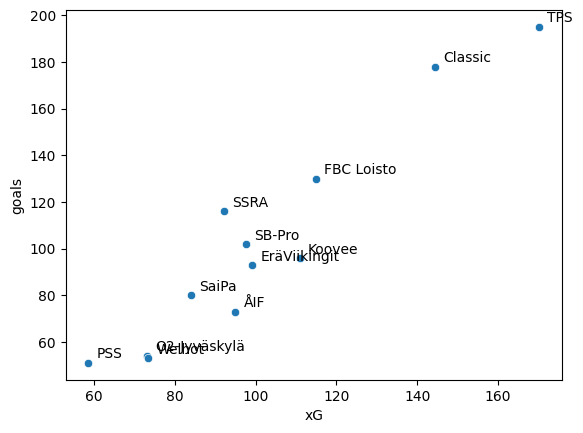 200
180
160
140
120
100
80
60
goals
TPS
Classic
FBC Loisto
SSRA
SB-Pro
Koovee
EräViikingit
SaiPa
ÅIF
O2-Jyväskylä
Welhot
PSS
60 80 100 120 140 160
xG